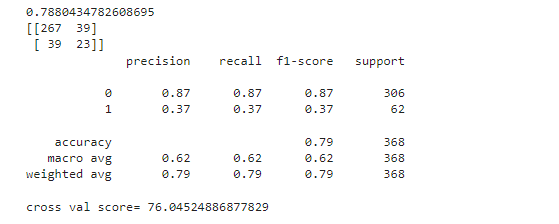 0.7880434782608695
[[267 39]
[ 39 23]]
precision recall f1-score support
0 0.87 0.87 0.87 306
1 0.37 0.37 0.37 62
accuracy 0.79 368
macro avg 0.62 0.62 0.62 368
weighted avg 0.79 0.79 0.79 368
cross val score= 76.04524886877829